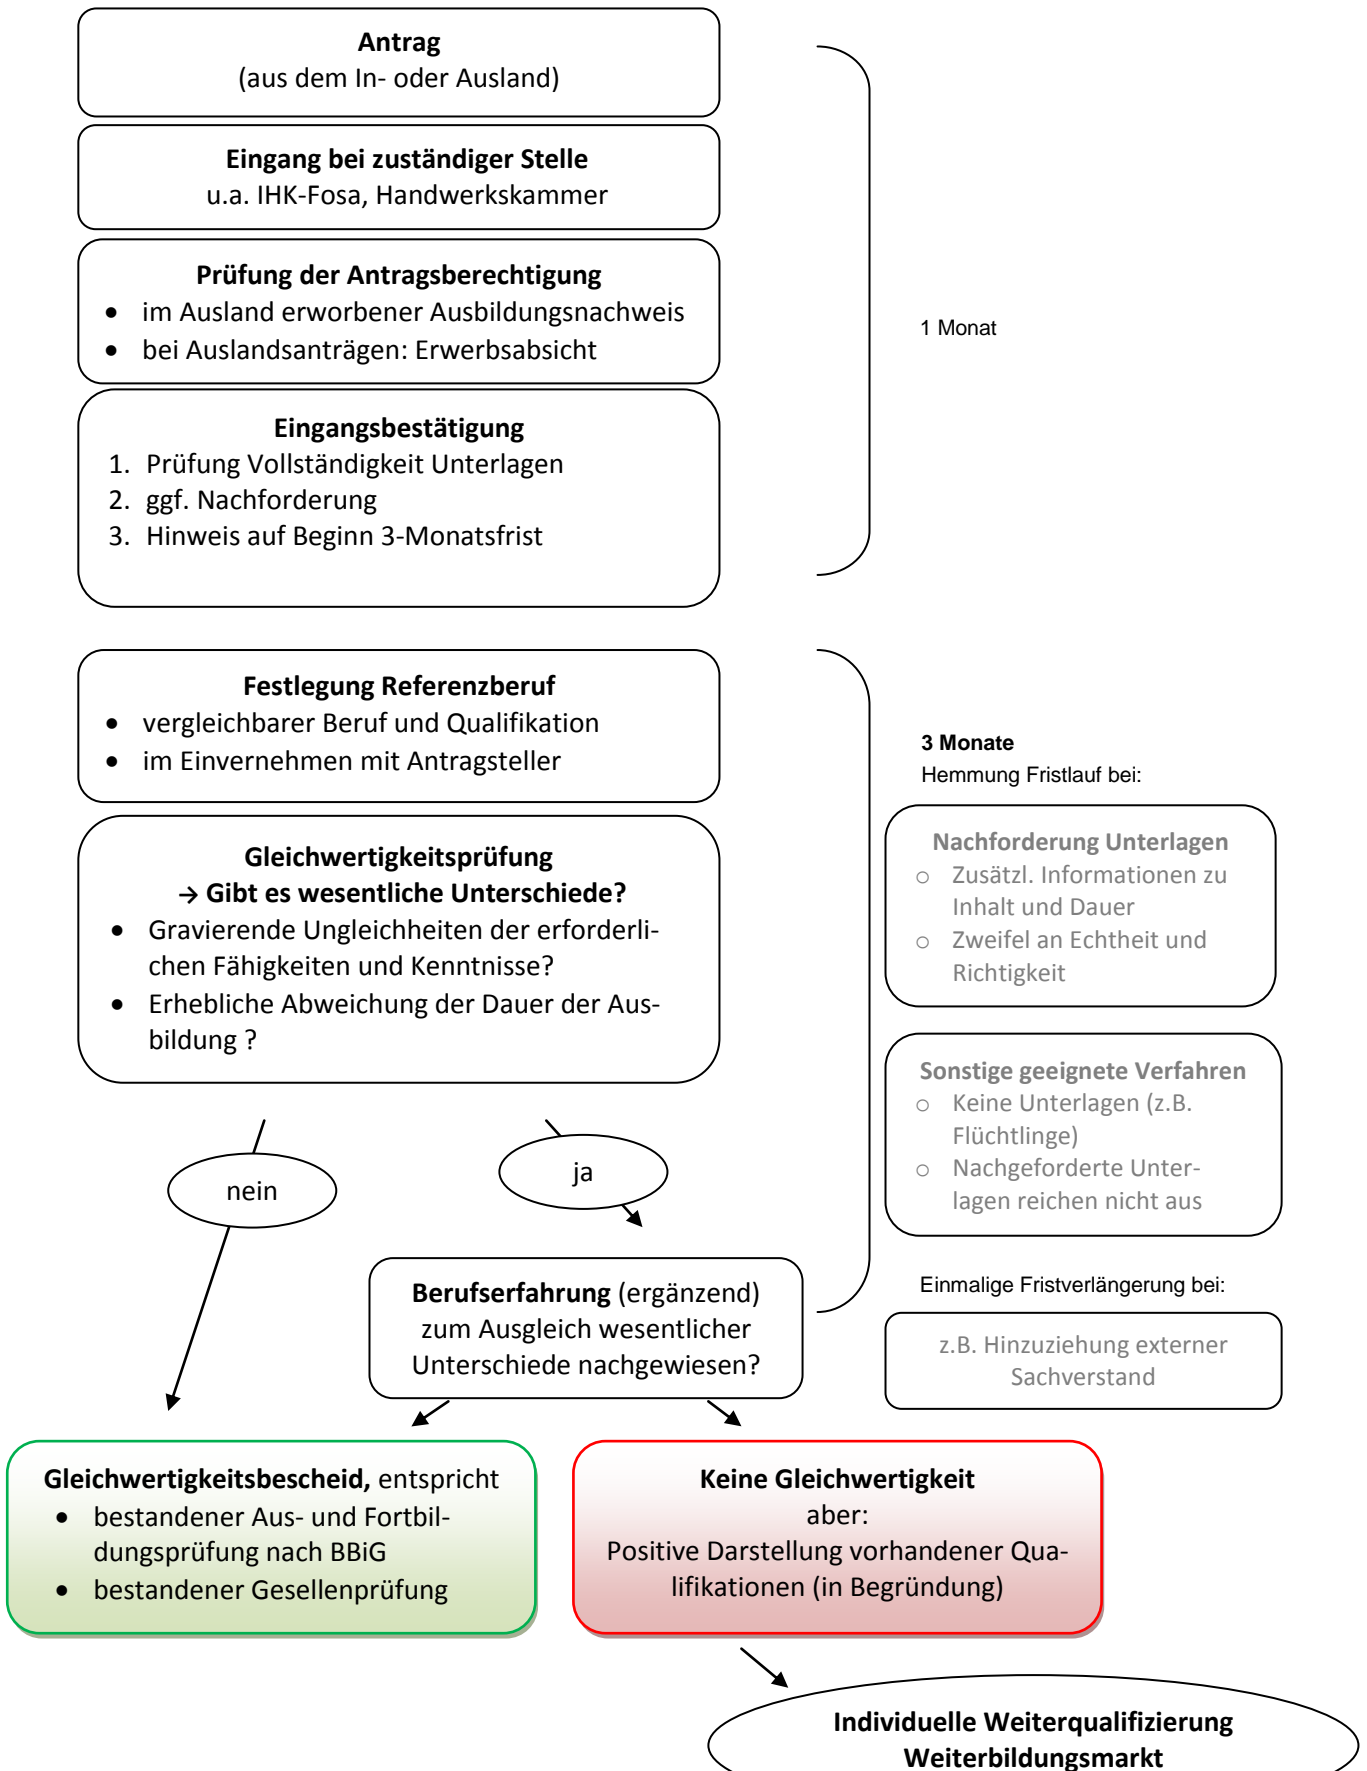 Antrag
(aus dem In- oder Ausland)
Eingang bei zuständiger Stelle
u.a. IHK-Fosa, Handwerkskammer
Prüfung der Antragsberechtigung
• im Ausland erworbener Ausbildungsnachweis
• bei Auslandsanträgen: Erwerbsabsicht
1 Monat
Eingangsbestätigung
1. Prüfung Vollständigkeit Unterlagen
2. ggf. Nachforderung
3. Hinweis auf Beginn 3-Monatsfrist
Festlegung Referenzberuf
• vergleichbarer Beruf und Qualifikation
• im Einvernehmen mit Antragsteller
3 Monate
Hemmung Fristlauf bei:
Gleichwertigkeitsprüfung
→ Gibt es wesentliche Unterschiede?
• Gravierende Ungleichheiten der erforderli-
chen Fähigkeiten und Kenntnisse?
• Erhebliche Abweichung der Dauer der Aus-
bildung ?
Nachforderung Unterlagen
o Zusätzl. Informationen zu
Inhalt und Dauer
o Zweifel an Echtheit und
Richtigkeit
Sonstige geeignete Verfahren
o Keine Unterlagen (z.B.
Flüchtlinge)
o Nachgeforderte Unter-
lagen reichen nicht aus
nein
ja
Berufserfahrung (ergänzend)
zum Ausgleich wesentlicher
Unterschiede nachgewiesen?
Einmalige Fristverlängerung bei:
z.B. Hinzuziehung externer
Sachverstand
Gleichwertigkeitsbescheid, entspricht
• bestandener Aus- und Fortbil-
dungsprüfung nach BBiG
• bestandener Gesellenprüfung
Keine Gleichwertigkeit
aber:
Positive Darstellung vorhandener Qua-
lifikationen (in Begründung)
Individuelle Weiterqualifizierung
Weiterbildungsmarkt